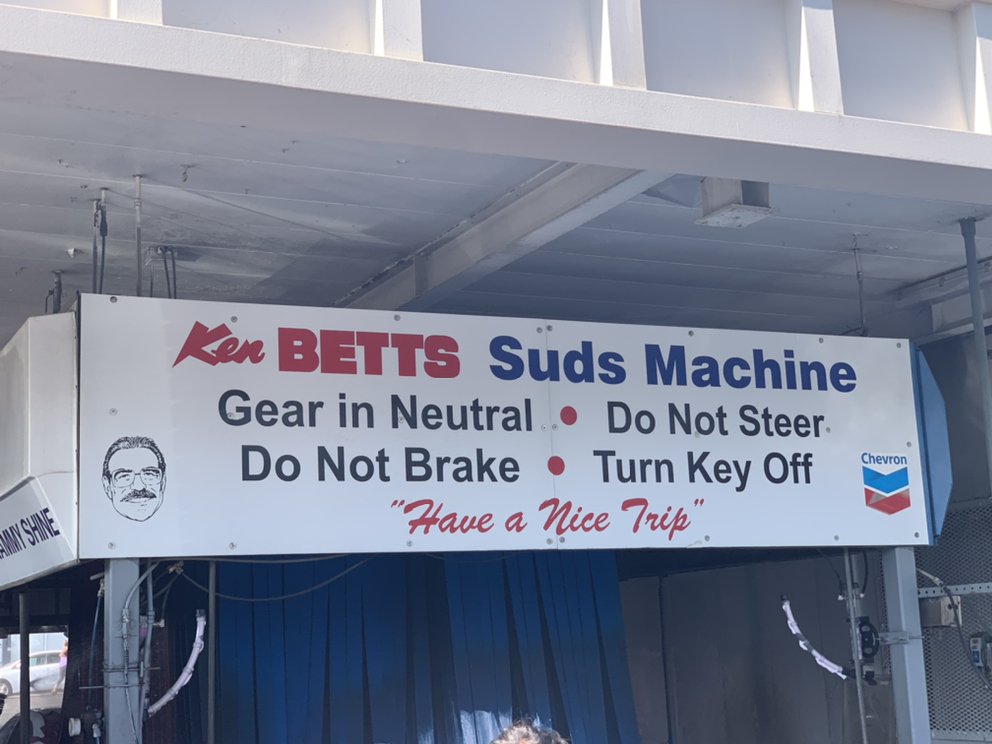 Ken BETTS Suds Machine
Gear in Neutral • Do Not Steer
Do Not Brake • Turn Key Off
"Have a Nice Trip"
Chevron
SHINE